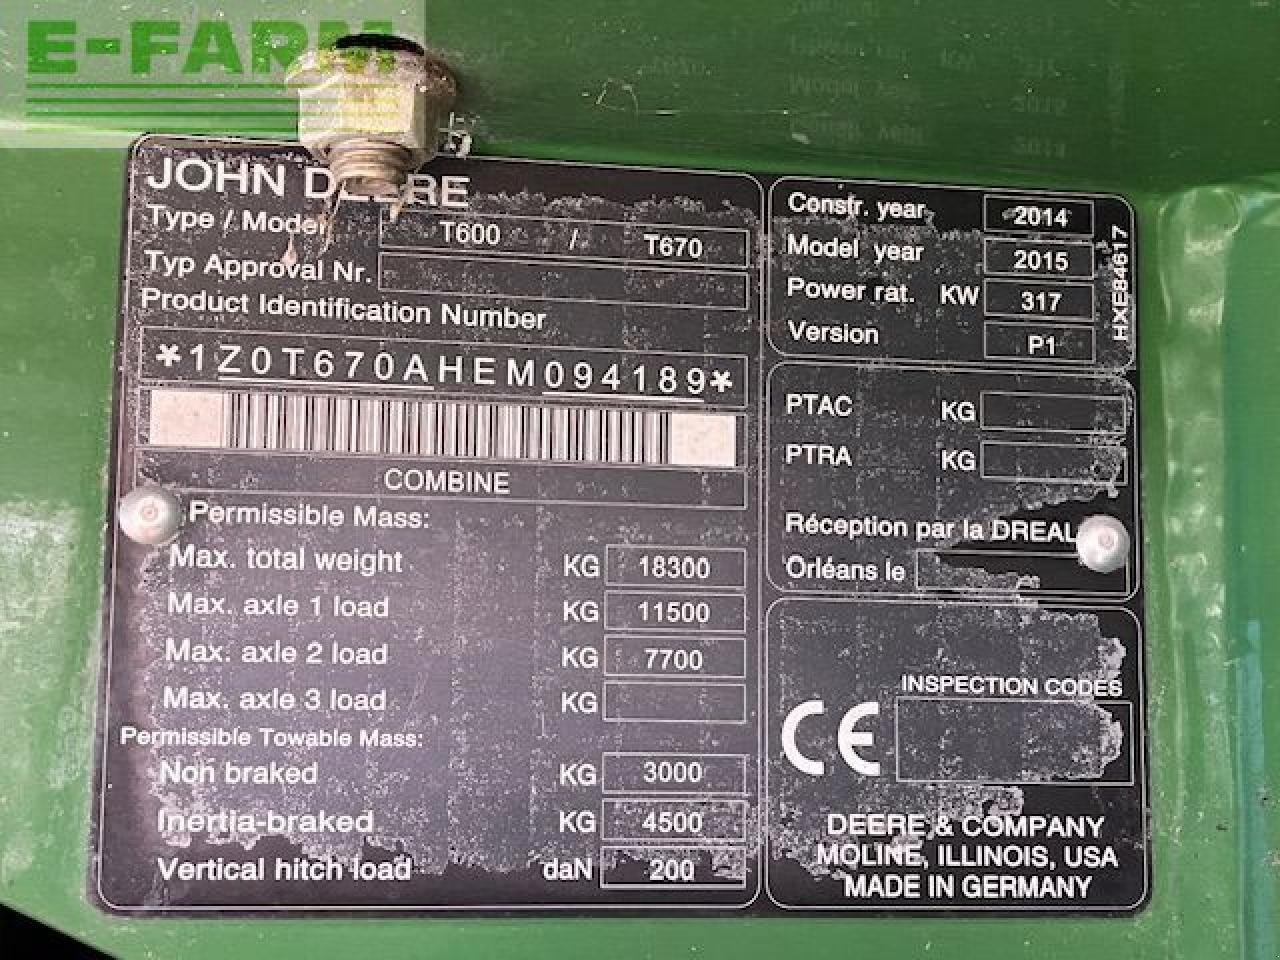 E-FARM
JOHN DEERE
Type / Model T600 / T670
Typ Approval Nr.
Product Identification Number
*1Z0T670AHEM094189*
COMBINE
Permissible Mass:
Max. total weight KG 18300
Max. axle 1 load KG 11500
Max. axle 2 load KG 7700
Max. axle 3 load KG
Permissible Towable Mass:
Non braked KG 3000
Inertia-braked KG 4500
Vertical hitch load daN 200
Constr. year 2014
Model year 2015
Power rat. KW 317
Version P1
HXE84617
PTAC KG
PTRA KG
Réception par la DREAL
Orléans le
INSPECTION CODES
CE
DEERE & COMPANY
MOLINE, ILLINOIS, USA
MADE IN GERMANY